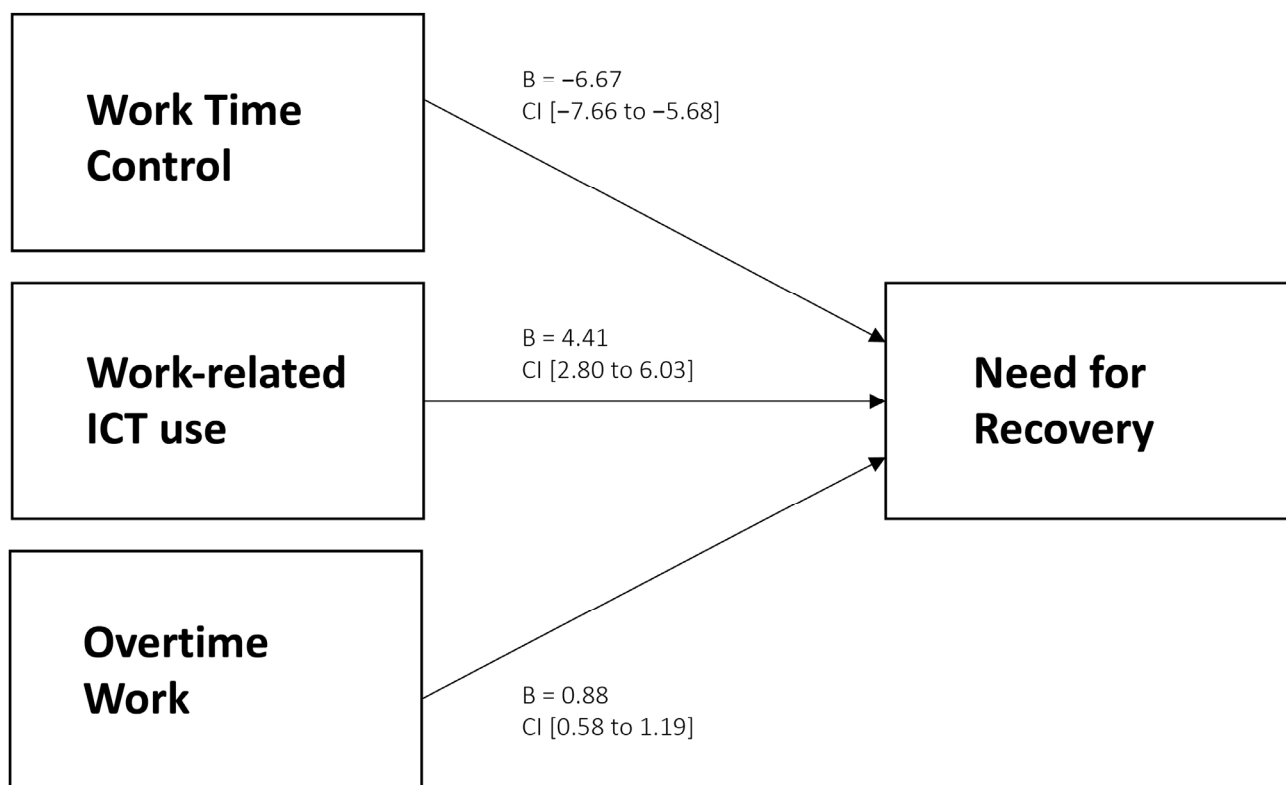 Work Time
Control
B = −6.67
CI [−7.66 to −5.68]
Work-related
ICT use
B = 4.41
CI [2.80 to 6.03]
Need for
Recovery
Overtime
Work
B = 0.88
CI [0.58 to 1.19]